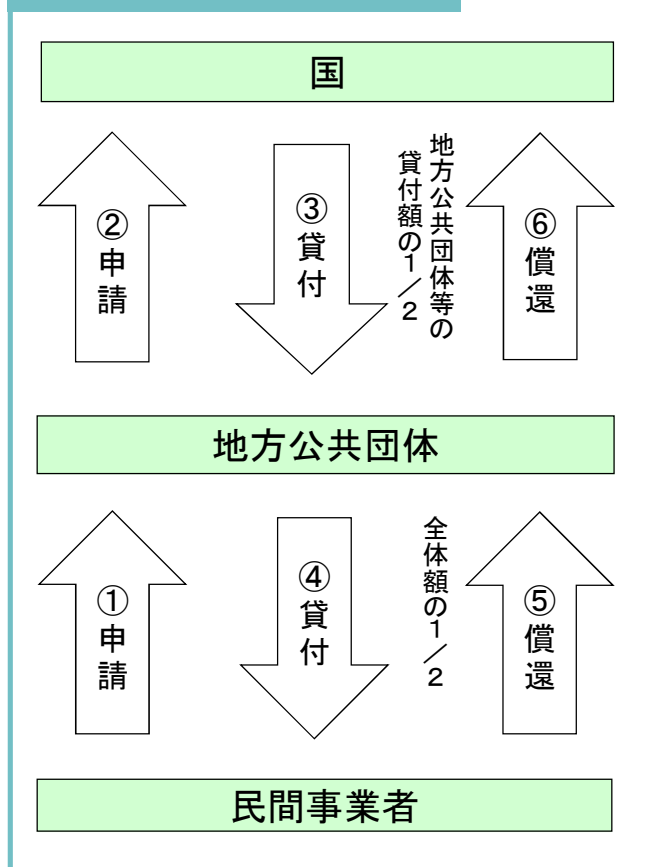 国
②申請
③貸付
地方公共団体等の
貸付額の1／2
⑥償還
地方公共団体
①申請
④貸付
全体額の1／2
⑤償還
民間事業者